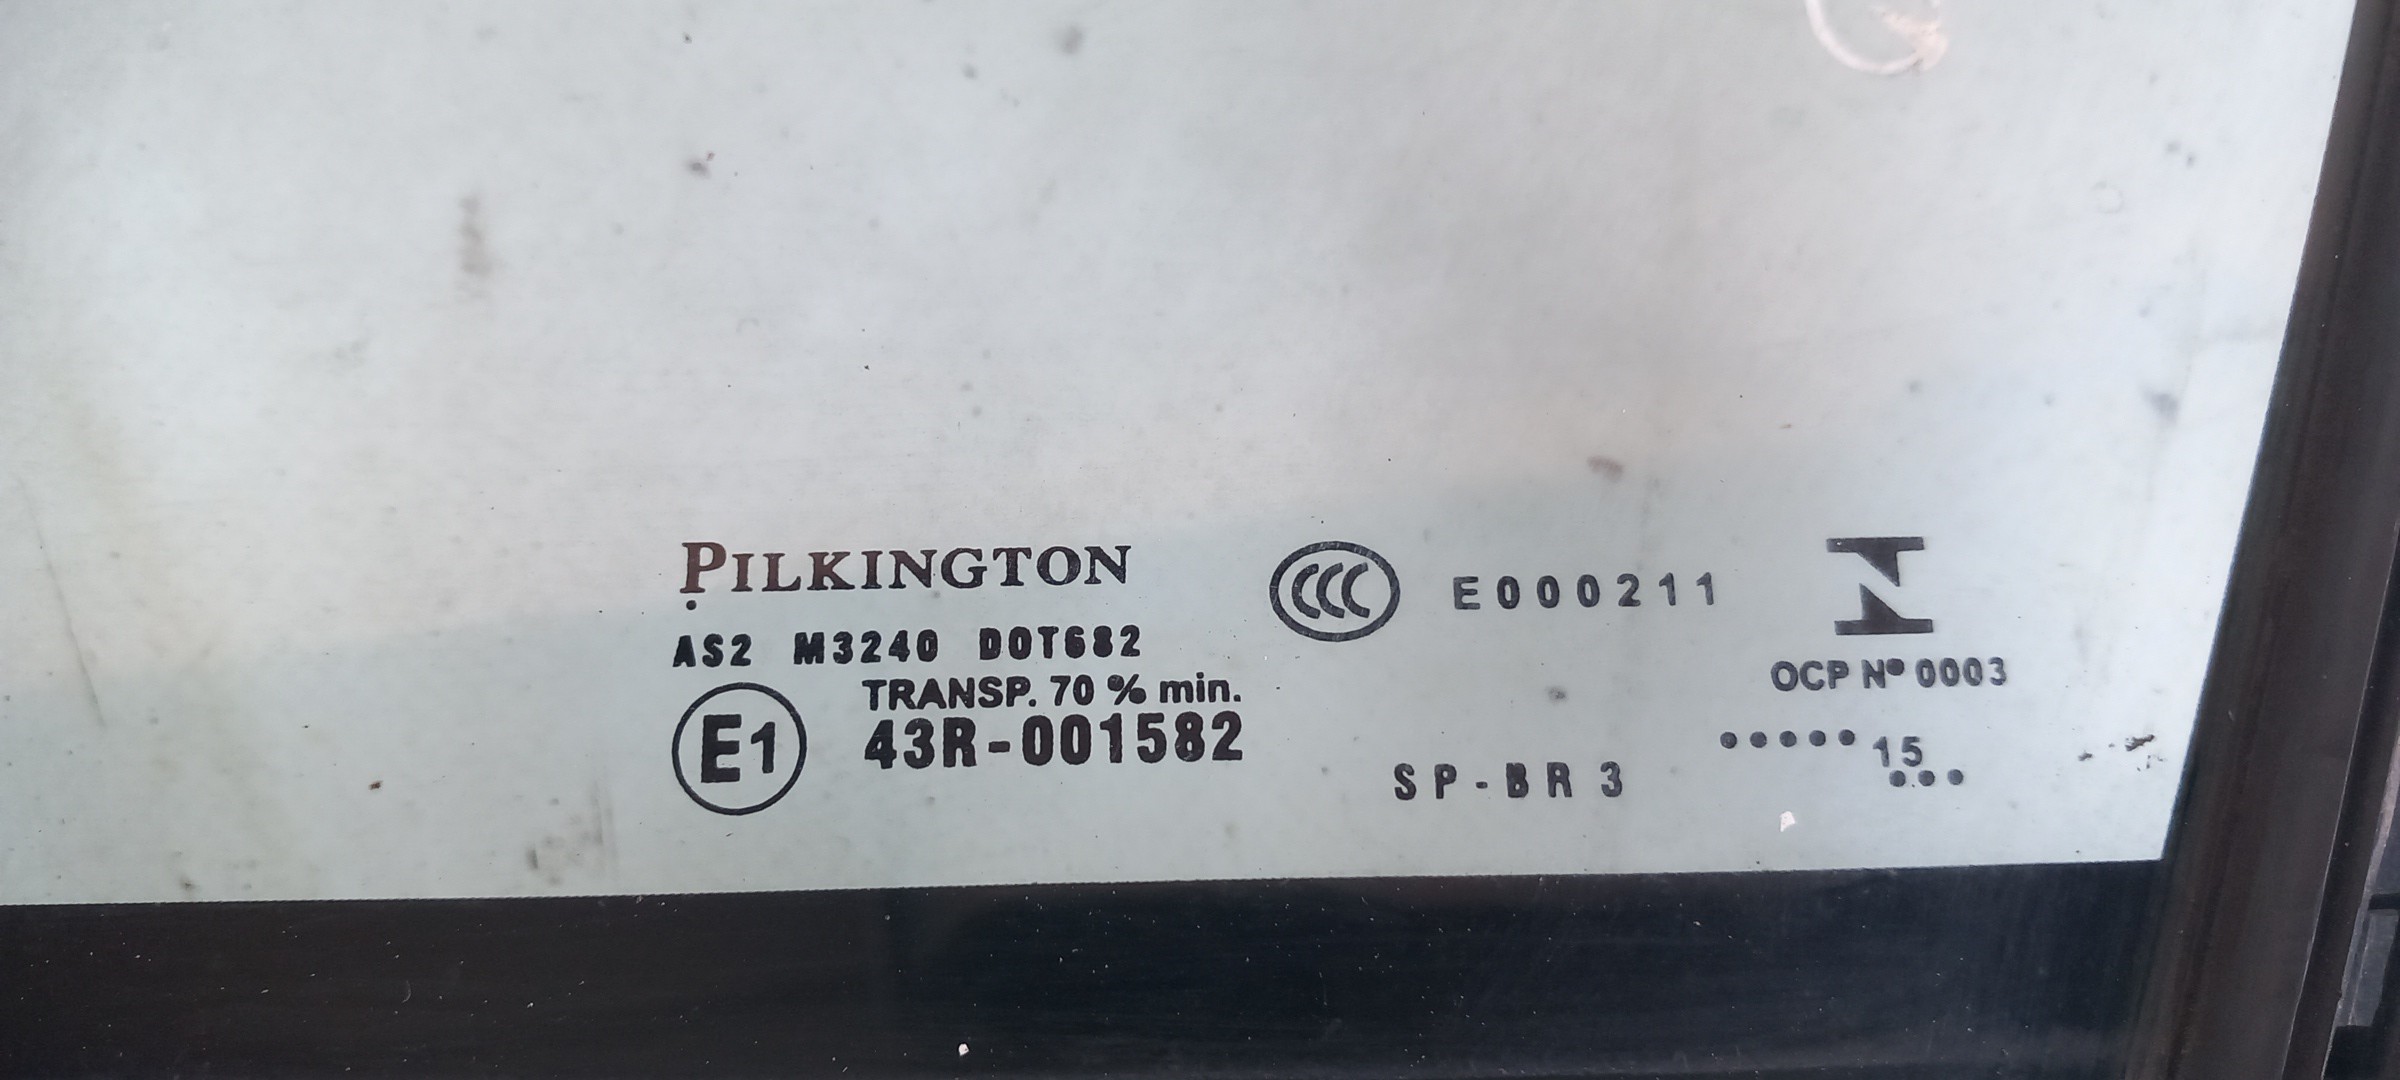 PILKINGTON
AS2 M3240 DOT682
TRANSP. 70 % min.
E1 43R-001582
CCC E000211
OCP Nº 0003
SP-BR 3
••••• 15 •••